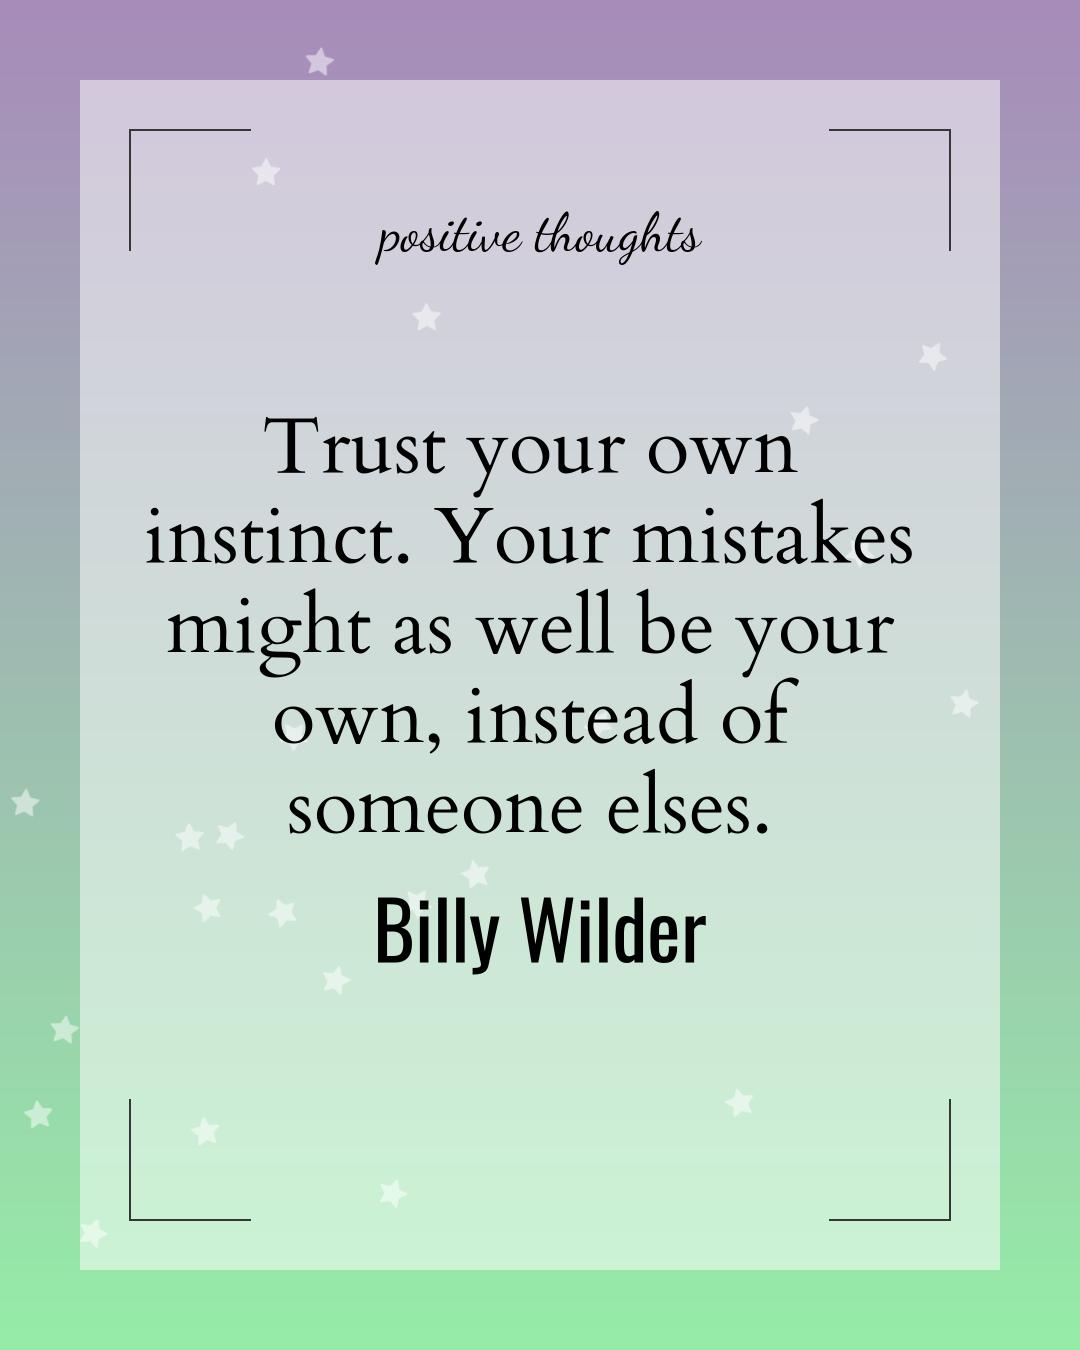 positive thoughts
Trust your own
instinct. Your mistakes
might as well be your
own, instead of
someone elses.
Billy Wilder